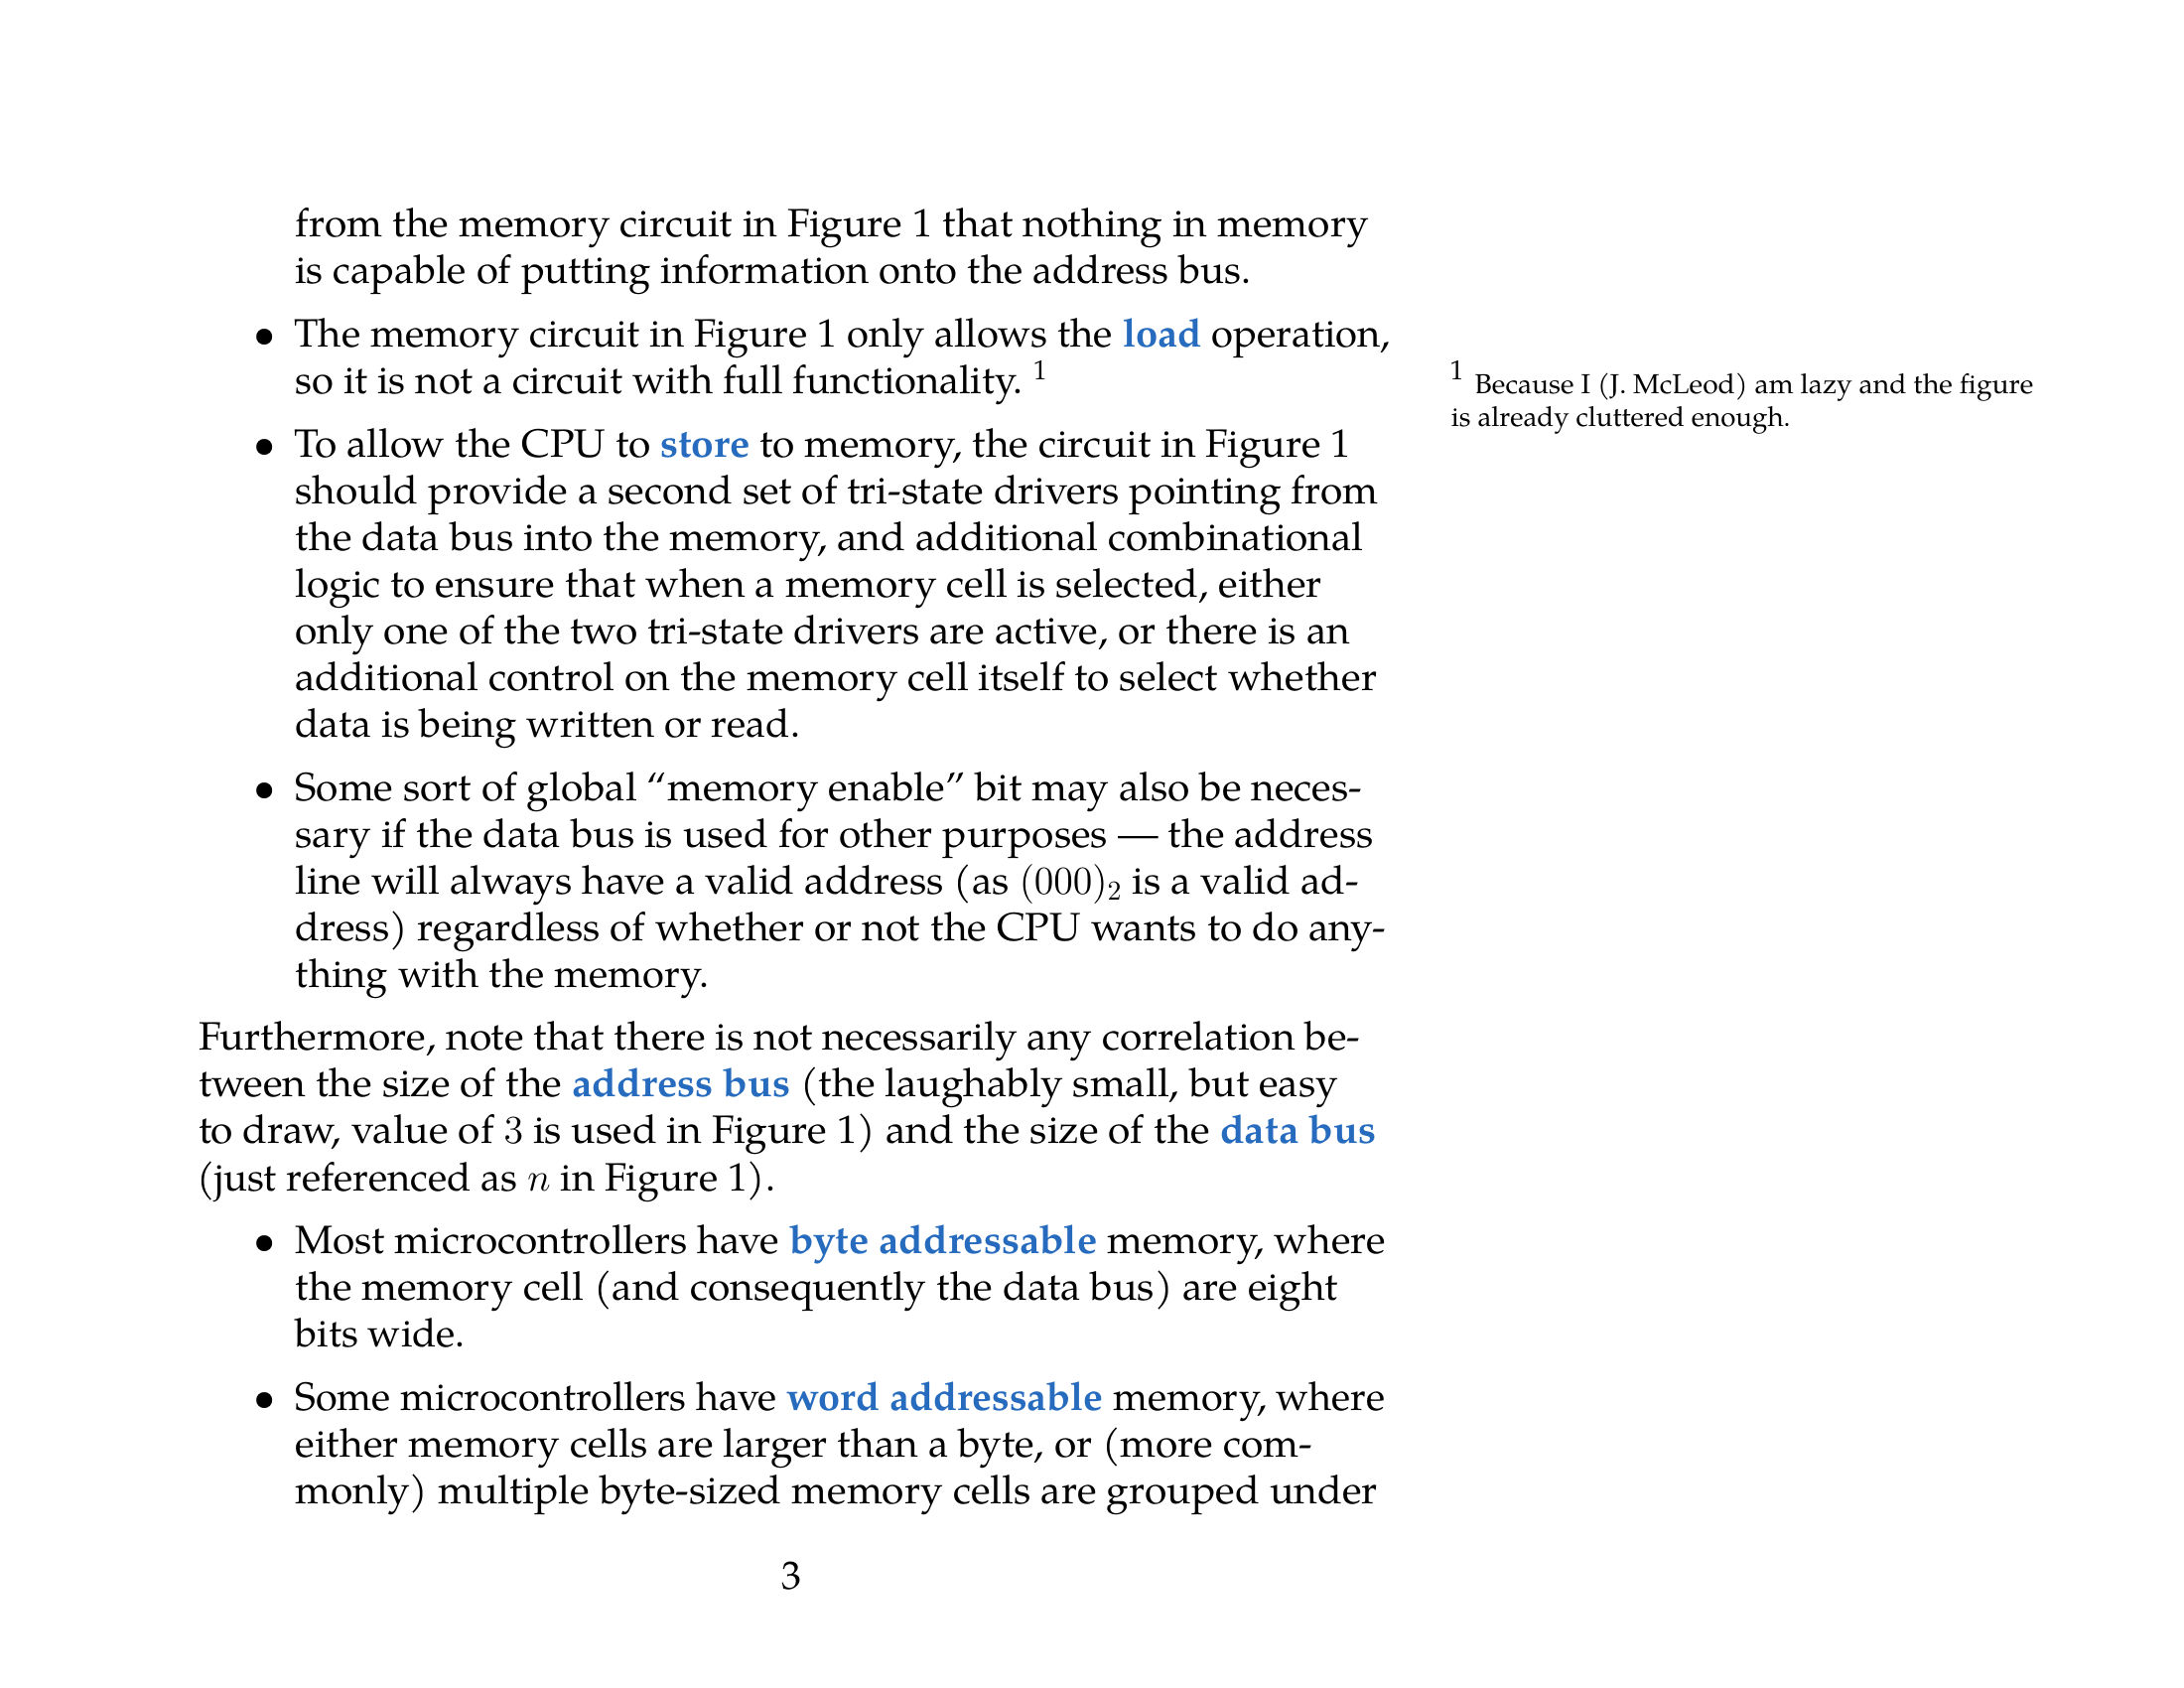 from the memory circuit in Figure 1 that nothing in memory
is capable of putting information onto the address bus.
• The memory circuit in Figure 1 only allows the load operation,
so it is not a circuit with full functionality. 1
1 Because I (J. McLeod) am lazy and the figure
is already cluttered enough.
• To allow the CPU to store to memory, the circuit in Figure 1
should provide a second set of tri-state drivers pointing from
the data bus into the memory, and additional combinational
logic to ensure that when a memory cell is selected, either
only one of the two tri-state drivers are active, or there is an
additional control on the memory cell itself to select whether
data is being written or read.
• Some sort of global “memory enable” bit may also be neces-
sary if the data bus is used for other purposes — the address
line will always have a valid address (as (000)₂ is a valid ad-
dress) regardless of whether or not the CPU wants to do any-
thing with the memory.
Furthermore, note that there is not necessarily any correlation be-
tween the size of the address bus (the laughably small, but easy
to draw, value of 3 is used in Figure 1) and the size of the data bus
(just referenced as n in Figure 1).
• Most microcontrollers have byte addressable memory, where
the memory cell (and consequently the data bus) are eight
bits wide.
• Some microcontrollers have word addressable memory, where
either memory cells are larger than a byte, or (more com-
monly) multiple byte-sized memory cells are grouped under
3